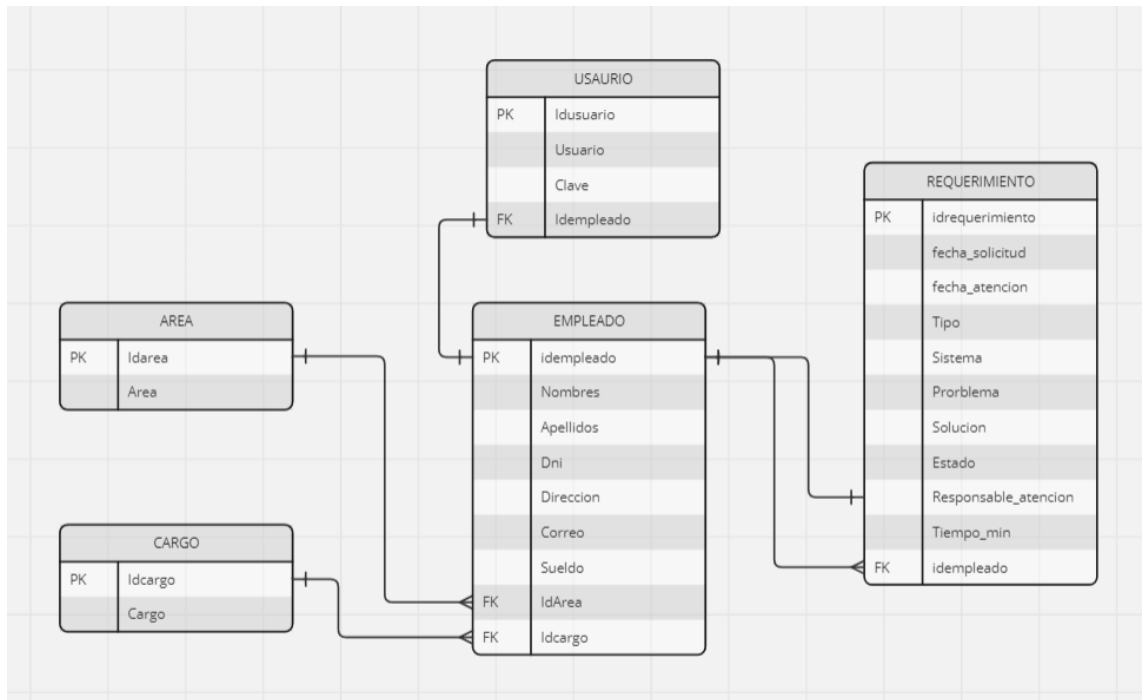 USAURIO
PK Idusuario
Usuario
Clave
FK Idempleado
REQUERIMIENTO
PK idrequerimiento
fecha_solicitud
fecha_atencion
Tipo
Sistema
Prorblema
Solucion
Estado
Responsable_atencion
Tiempo_min
FK idempleado
AREA
PK Idarea
Area
EMPLEADO
PK idempleado
Nombres
Apellidos
Dni
Direccion
Correo
Sueldo
FK IdArea
FK Idcargo
CARGO
PK Idcargo
Cargo